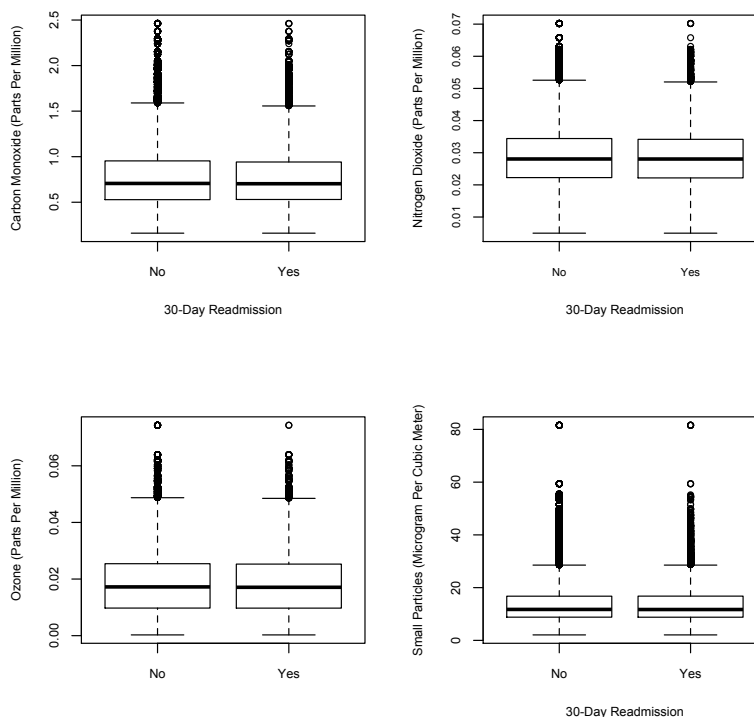 Carbon Monoxide (Parts Per Million)
2.5
2.0
1.5
1.0
0.5
No
Yes
30-Day Readmission
Nitrogen Dioxide (Parts Per Million)
0.07
0.06
0.05
0.04
0.03
0.02
0.01
No
Yes
30-Day Readmission
Ozone (Parts Per Million)
0.06
0.04
0.02
0.00
No
Yes
Small Particles (Microgram Per Cubic Meter)
80
60
40
20
0
No
Yes
30-Day Readmission